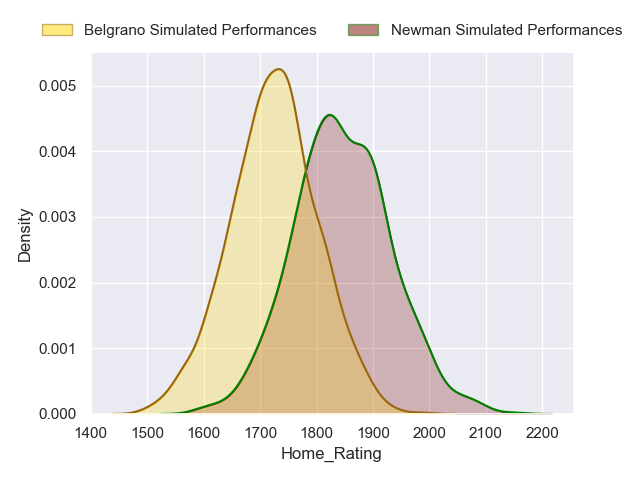 Belgrano Simulated Performances Newman Simulated Performances
0.005
0.004
0.003
0.002
0.001
0.000
Density
1400 1500 1600 1700 1800 1900 2000 2100 2200
Home_Rating